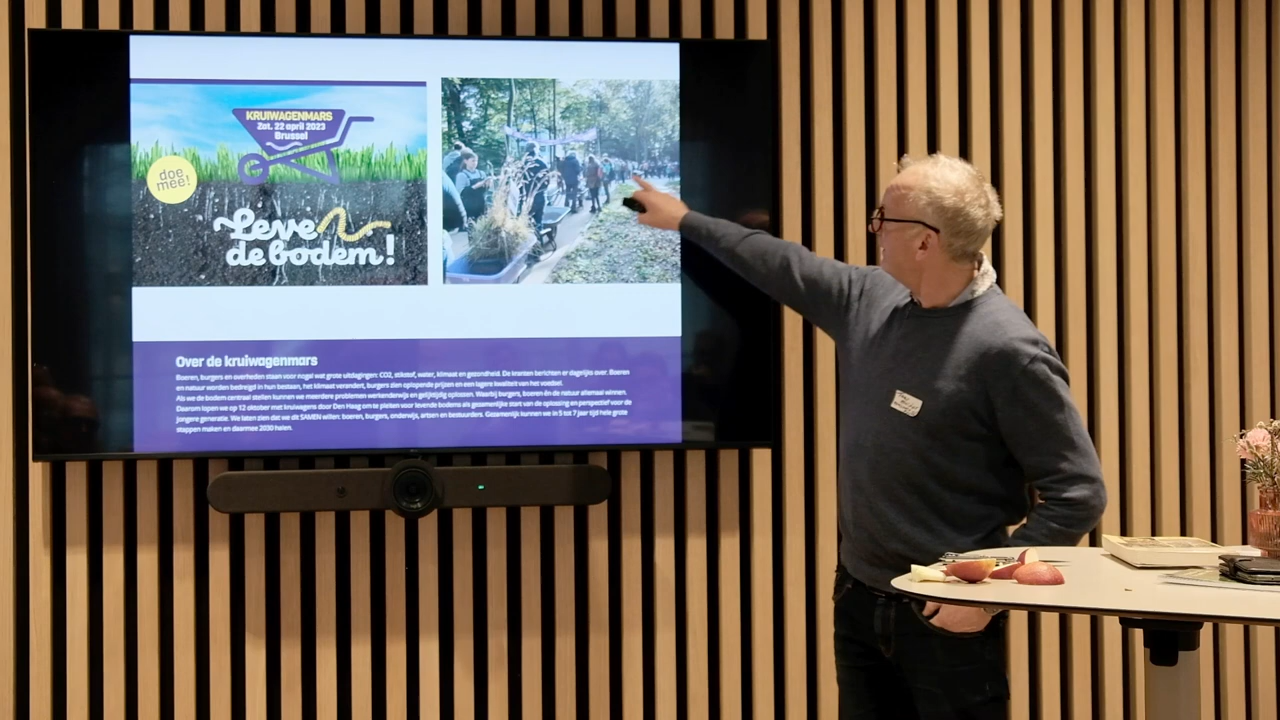 KRUIWAGENMARS
Zat. 22 april 2023
Brussel
doe
mee!
Leve
de bodem!
Over de kruiwagenmars
Boeren, burgers en overheden staan voor nogal wat grote uitdagingen: CO2, stikstof, water, klimaat en gezondheid. De kranten berichten er dagelijks over. Boeren
en natuur worden bedreigd in hun bestaan, het klimaat verandert, burgers zien oplopende prijzen en een lagere kwaliteit van het voedsel.
Als we de bodem centraal stellen kunnen we meerdere problemen werkenderwijs en gelijktijdig oplossen. Waarbij burgers, boeren én de natuur allemaal winnen.
Daarom lopen we op 12 oktober met kruiwagens door Den Haag om te pleiten voor levende bodems als gezamenlijke start van de oplossing en perspectief voor de
jongere generatie. We laten zien dat we dit SAMEN willen: boeren, burgers, onderwijs, artsen en bestuurders. Gezamenlijk kunnen we in 5 tot 7 jaar tijd hele grote
stappen maken en daarmee 2030 halen.